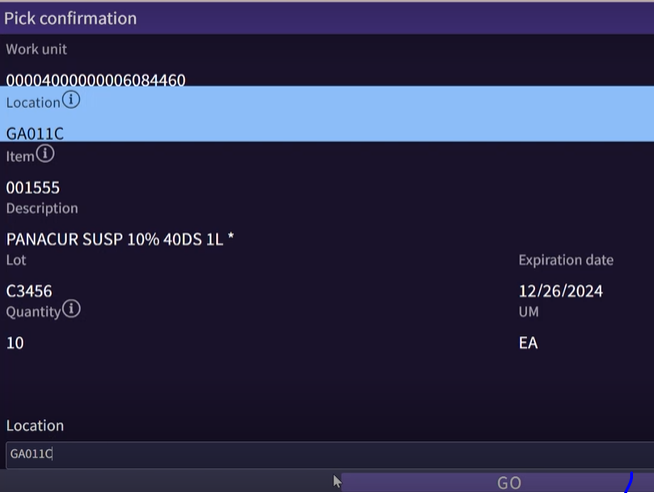 Pick confirmation
Work unit
00004000000006084460
Location
GA011C
Item
001555
Description
PANACUR SUSP 10% 40DS 1L *
Lot
Expiration date
C3456
12/26/2024
Quantity
UM
10
EA
Location
GA011C
GO